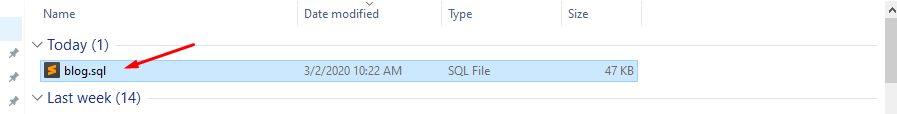 Name Date modified Type Size
Today (1)
blog.sql 3/2/2020 10:22 AM SQL File 47 KB
Last week (14)